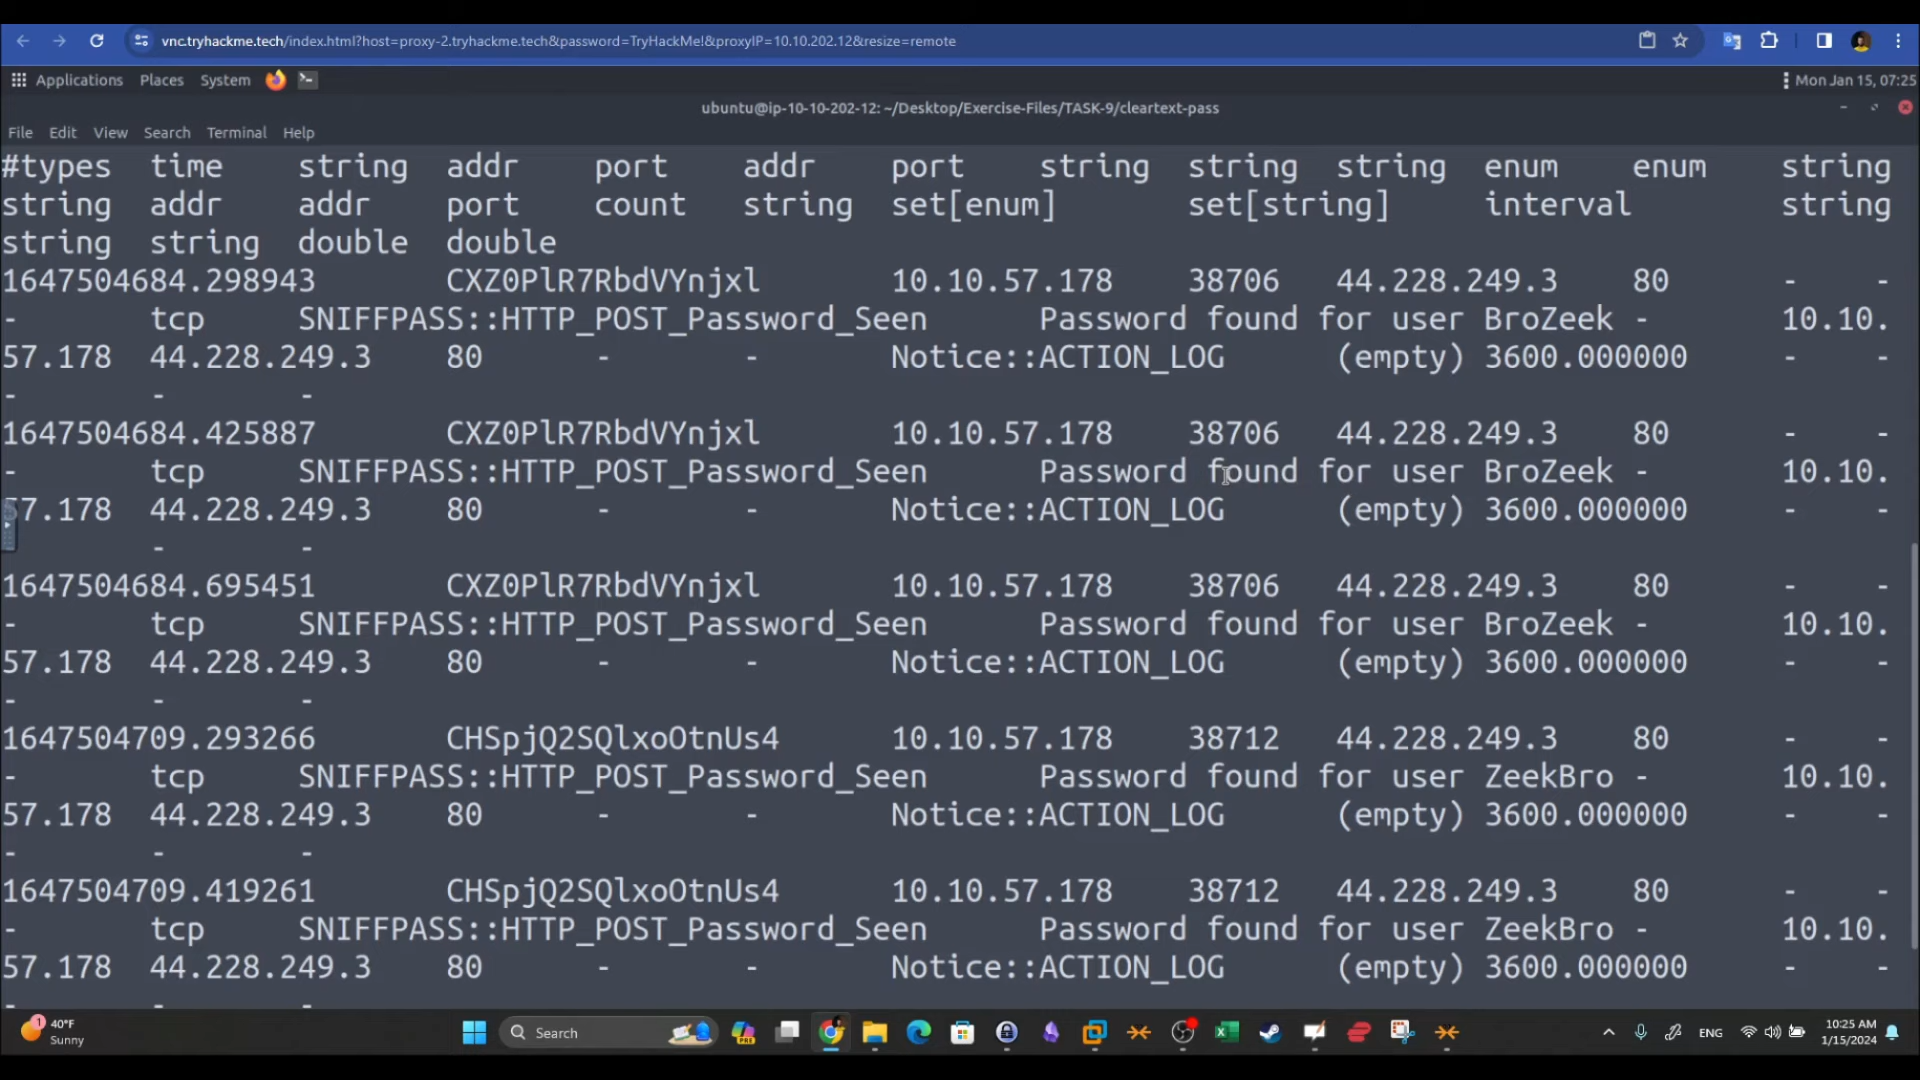 vnc.tryhackme.tech/index.html?host=proxy-2.tryhackme.tech&password=TryHackMe!&proxyIP=10.10.202.12&resize=remote
Applications Places System Mon Jan 15, 07:25
ubuntu@ip-10-10-202-12: ~/Desktop/Exercise-Files/TASK-9/cleartext-pass
File Edit View Search Terminal Help
#types time string addr port addr port string string string enum enum string
string addr addr port count string set[enum] set[string] interval string
string string double double
1647504684.298943 CXZ0PlR7RbdVYnjxl 10.10.57.178 38706 44.228.249.3 80 - -
- tcp SNIFFPASS::HTTP_POST_Password_Seen Password found for user BroZeek - 10.10.
57.178 44.228.249.3 80 - - Notice::ACTION_LOG (empty) 3600.000000 - -
- - -
1647504684.425887 CXZ0PlR7RbdVYnjxl 10.10.57.178 38706 44.228.249.3 80 - -
- tcp SNIFFPASS::HTTP_POST_Password_Seen Password found for user BroZeek - 10.10.
57.178 44.228.249.3 80 - - Notice::ACTION_LOG (empty) 3600.000000 - -
- -
1647504684.695451 CXZ0PlR7RbdVYnjxl 10.10.57.178 38706 44.228.249.3 80 - -
- tcp SNIFFPASS::HTTP_POST_Password_Seen Password found for user BroZeek - 10.10.
57.178 44.228.249.3 80 - - Notice::ACTION_LOG (empty) 3600.000000 - -
- - -
1647504709.293266 CHSpjQ2SQlxoOtnUs4 10.10.57.178 38712 44.228.249.3 80 - -
- tcp SNIFFPASS::HTTP_POST_Password_Seen Password found for user ZeekBro - 10.10.
57.178 44.228.249.3 80 - - Notice::ACTION_LOG (empty) 3600.000000 - -
- - -
1647504709.419261 CHSpjQ2SQlxoOtnUs4 10.10.57.178 38712 44.228.249.3 80 - -
- tcp SNIFFPASS::HTTP_POST_Password_Seen Password found for user ZeekBro - 10.10.
57.178 44.228.249.3 80 - - Notice::ACTION_LOG (empty) 3600.000000 - -
- - -
1 40°F
Sunny
Search
PRE
ENG
10:25 AM
1/15/2024